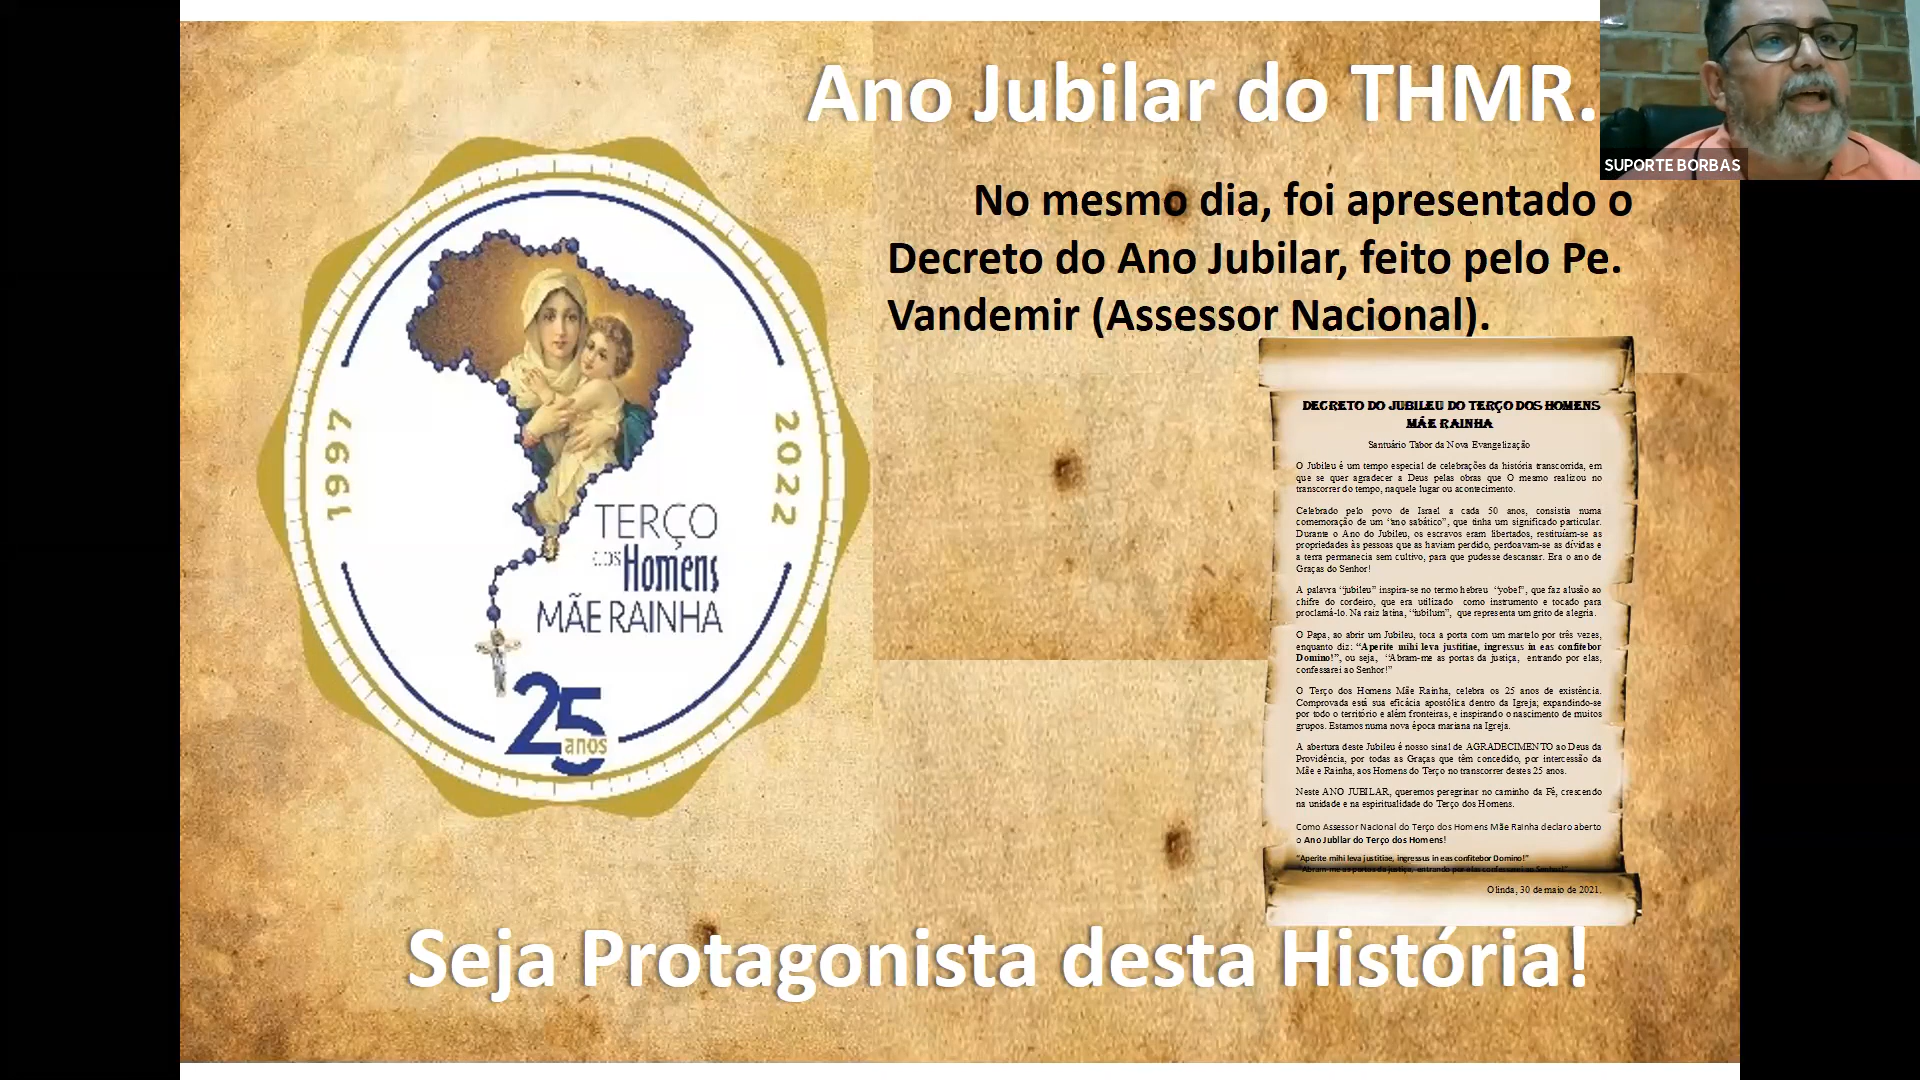 Ano Jubilar do THMR.
SUPORTE BORBAS
No mesmo dia, foi apresentado o
Decreto do Ano Jubilar, feito pelo Pe.
Vandemir (Assessor Nacional).
1997
2022
TERÇO
DOS Homens
MÃE RAINHA
25
anos
DECRETO DO JUBILEU DO TERÇO DOS HOMENS
MÃE RAINHA
Santuário Tabor da Nova Evangelização
O Jubileu é um tempo especial de celebrações da história transcorrida, em
que se quer agradecer a Deus pelas obras que O mesmo realizou no
transcorrer do tempo, naquele lugar ou acontecimento.
Celebrado pelo povo de Israel a cada 50 anos, consistia numa
comemoração de um “ano sabático”, que tinha um significado particular.
Durante o Ano do Jubileu, os escravos eram libertados, restituíam-se as
propriedades às pessoas que as haviam perdido, perdoavam-se as dívidas e
a terra permanecia sem cultivo, para que pudesse descansar. Era o ano de
Graças do Senhor!
A palavra “jubileu” inspira-se no termo hebreu “yobel”, que faz alusão ao
chifre do cordeiro, que era utilizado como instrumento e tocado para
proclamá-lo. Na raiz latina, “iubilum”, que representa um grito de alegria.
O Papa, ao abrir um Jubileu, toca a porta com um martelo por três vezes,
enquanto diz: “Aperite mihi leva justitiae, ingressus in eas confitebor
Domino!”, ou seja, “Abram-me as portas da justiça, entrando por elas,
confessarei ao Senhor!”
O Terço dos Homens Mãe Rainha, celebra os 25 anos de existência.
Comprovada está sua eficácia apostólica dentro da Igreja; expandindo-se
por todo o território e além fronteiras, e inspirando o nascimento de muitos
grupos. Estamos numa nova época mariana na Igreja.
A abertura deste Jubileu é nosso sinal de AGRADECIMENTO ao Deus da
Providência, por todas as Graças que têm concedido, por intercessão da
Mãe e Rainha, aos Homens do Terço no transcorrer destes 25 anos.
Neste ANO JUBILAR, queremos peregrinar no caminho da Fé, crescendo
na unidade e na espiritualidade do Terço dos Homens.
Como Assessor Nacional do Terço dos Homens Mãe Rainha declaro aberto
o Ano Jubilar do Terço dos Homens!
“Aperite mihi leva justitiae, ingressus in eas confitebor Domino!”
“Abram-me as portas da justiça, entrando por elas confessarei ao Senhor!”
Olinda, 30 de maio de 2021.
Seja Protagonista desta História!